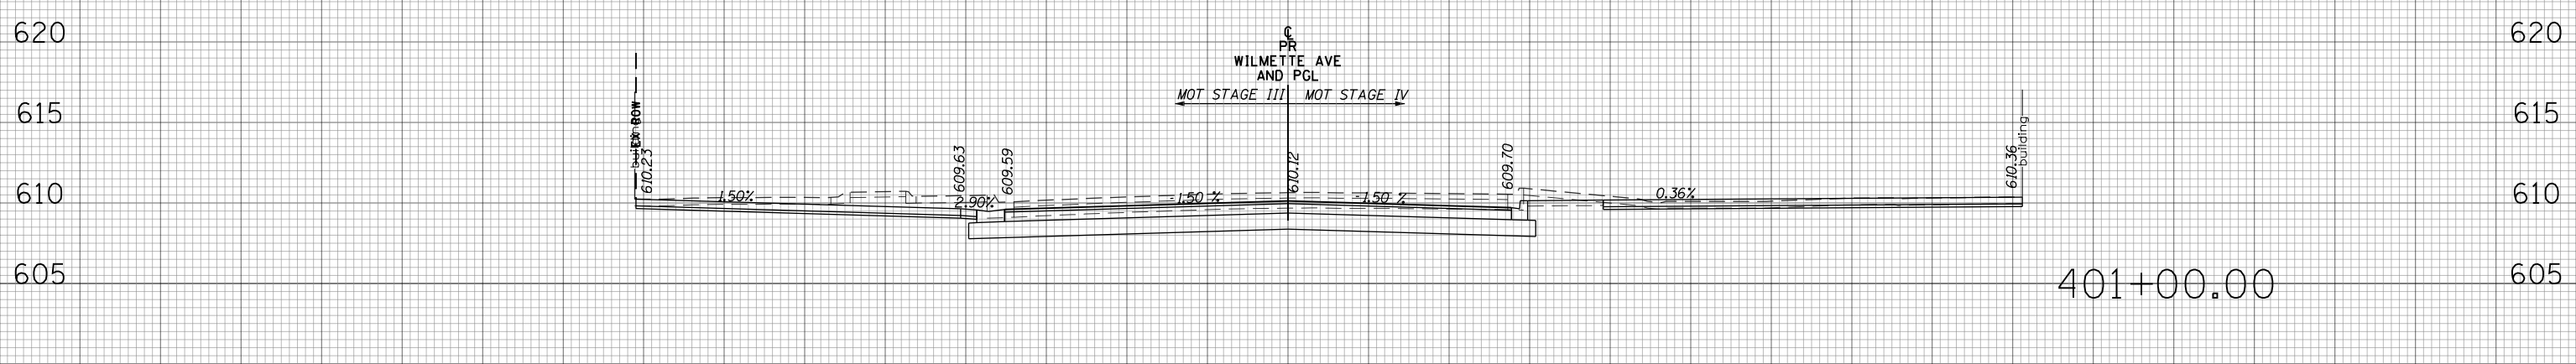 620
℄
PR
WILMETTE AVE
AND PGL
620
MOT STAGE III
MOT STAGE IV
615
615
EX ROW
building
610.23
609.63
609.59
610.12
609.70
610.36
building
610
1.50%
2.90%
-1.50 %
-1.50 %
0.36%
610
605
401+00.00
605